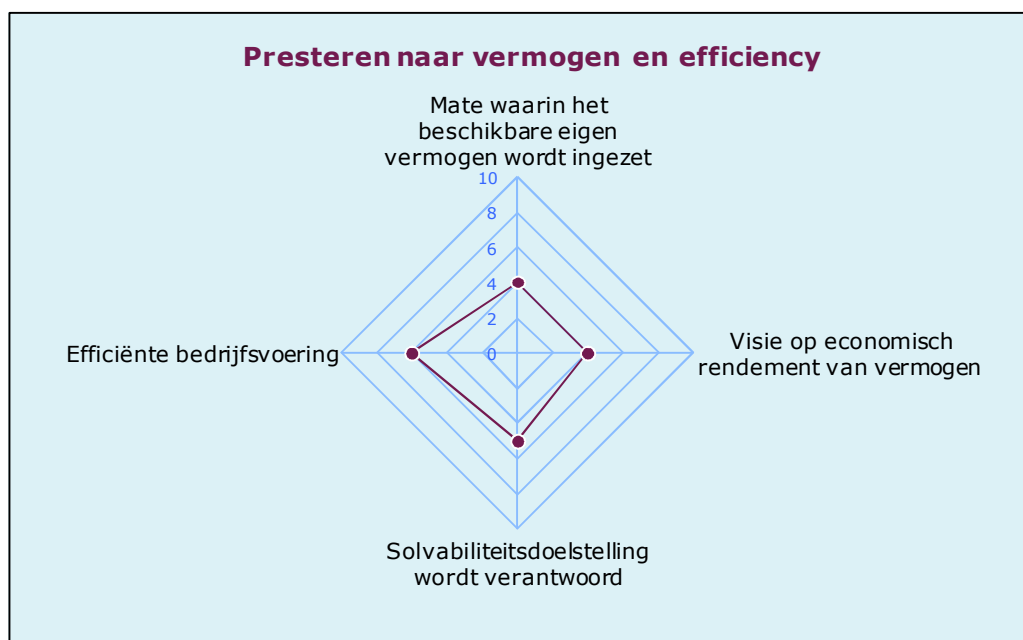 Presteren naar vermogen en efficiency
Mate waarin het
beschikbare eigen
vermogen wordt ingezet
10
8
6
4
2
0
Visie op economisch
rendement van vermogen
Efficiënte bedrijfsvoering
Solvabiliteitsdoelstelling
wordt verantwoord